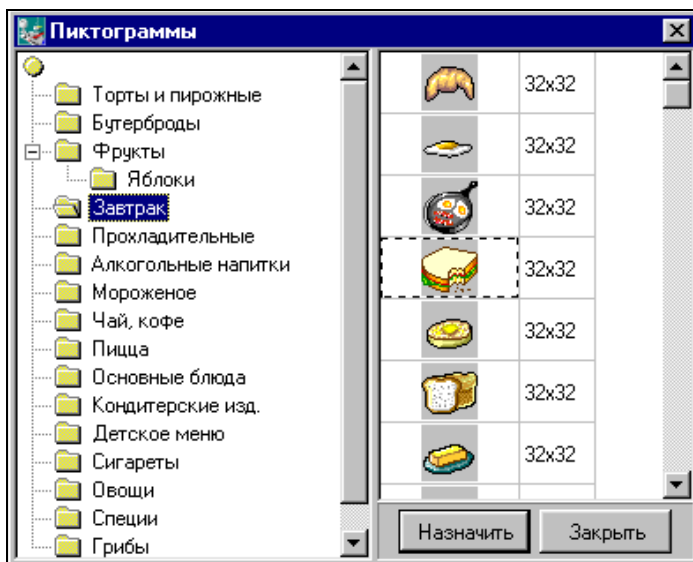 Пиктограммы
Торты и пирожные
Бутерброды
Фрукты
Яблоки
Завтрак
Прохладительные
Алкогольные напитки
Мороженое
Чай, кофе
Пицца
Основные блюда
Кондитерские изд.
Детское меню
Сигареты
Овощи
Специи
Грибы
32x32
32x32
32x32
32x32
32x32
32x32
32x32
Назначить
Закрыть